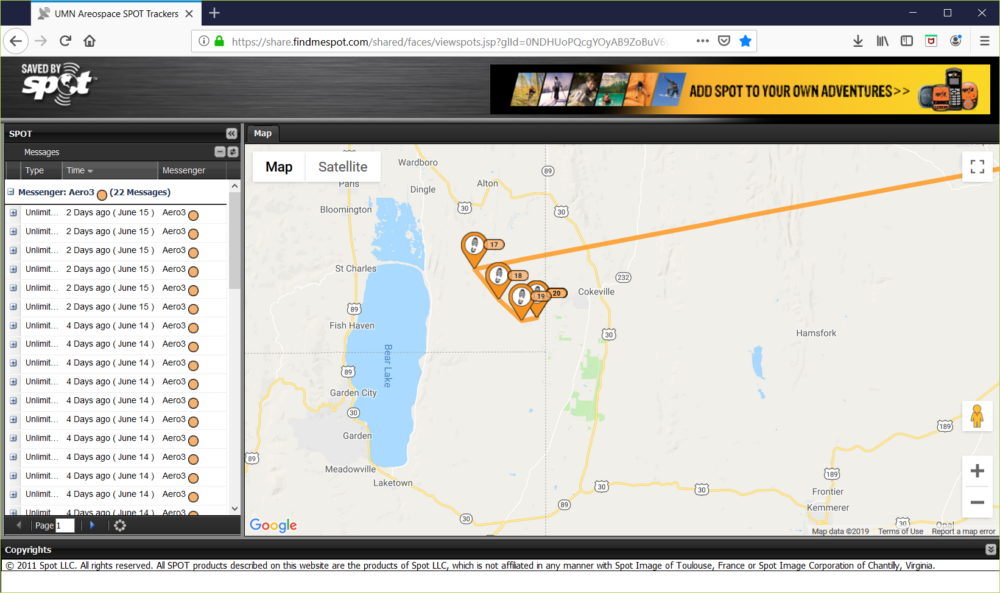 UMN Areospace SPOT Trackers
https://share.findmespot.com/shared/faces/viewspots.jsp?glId=0NDHUoPQcgYOyAB9ZoBuV6y
SAVED BY
spot
ADD SPOT TO YOUR OWN ADVENTURES>>
SPOT
Map
Messages
Type Time Messenger
Messenger: Aero3 (22 Messages)
Unlimit... 2 Days ago ( June 15 ) Aero3
Unlimit... 2 Days ago ( June 15 ) Aero3
Unlimit... 2 Days ago ( June 15 ) Aero3
Unlimit... 2 Days ago ( June 15 ) Aero3
Unlimit... 2 Days ago ( June 15 ) Aero3
Unlimit... 2 Days ago ( June 15 ) Aero3
Unlimit... 4 Days ago ( June 14 ) Aero3
Unlimit... 4 Days ago ( June 14 ) Aero3
Unlimit... 4 Days ago ( June 14 ) Aero3
Unlimit... 4 Days ago ( June 14 ) Aero3
Unlimit... 4 Days ago ( June 14 ) Aero3
Unlimit... 4 Days ago ( June 14 ) Aero3
Unlimit... 4 Days ago ( June 14 ) Aero3
Unlimit... 4 Days ago ( June 14 ) Aero3
Unlimit... 4 Days ago ( June 14 ) Aero3
Unlimit... 4 Days ago ( June 14 ) Aero3
Unlimit... 4 Days ago ( June 14 ) Aero3
Page 1
Map Satellite
Wardboro
89
Paris
Alton
Dingle
30
Bloomington
30
17
St Charles
18
232
Cokeville
19
20
89
Fish Haven
30
Hamsfork
Bear Lake
89
Garden City
30
189
Garden
89
Meadowville
189
Laketown
30
30
Frontier
89
Kemmerer
30
30
Opal
Google
Map data ©2019 Terms of Use Report a map error
Copyrights
© 2011 Spot LLC. All rights reserved. All SPOT products described on this website are the products of Spot LLC, which is not affiliated in any manner with Spot Image of Toulouse, France or Spot Image Corporation of Chantilly, Virginia.